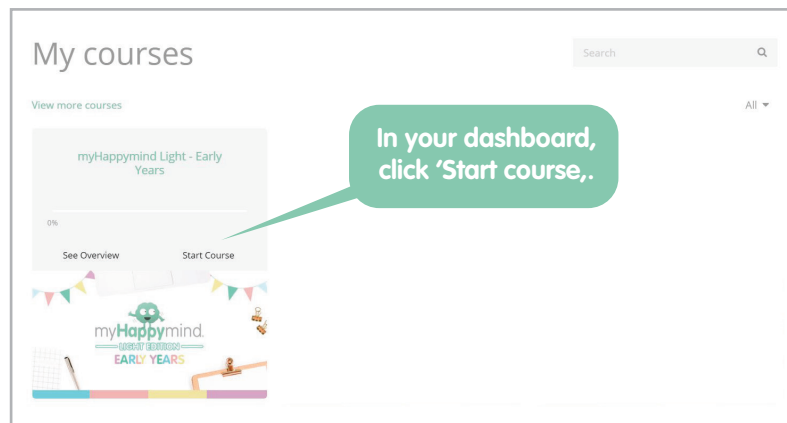 My courses
Search
View more courses
All
In your dashboard,
click ‘Start course,.
myHappymind Light - Early
Years
0%
See Overview
Start Course
myHappymind.
LIGHT EDITION
EARLY YEARS